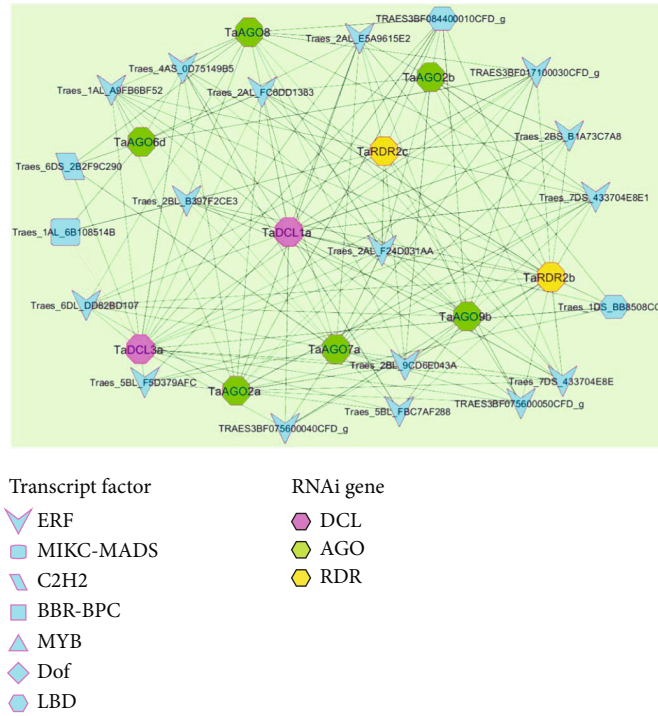 TRAES3BF084400010CFD_g
TaAGO8
Traes_2AL_E5A9615E2
Traes_4AS_0D75149B5
TRAES3BF017100030CFD_g
TaAGO2b
Traes_1AL_A9FB6BF52
Traes_2AL_FC6DD1383
TaAGO6d
Traes_2BS_B1A73C7A8
TaRDR2c
Traes_6DS_2B2F9C290
Traes_2BL_B397F2CE3
Traes_7DS_433704E8E1
Traes_1AL_6B108514B
TaDCL1a
Traes_2AL_F24D031AA
TaRDR2b
Traes_6DL_DD62BD107
Traes_1DS_BB8508CC
TaAGO9b
TaDCL3a
TaAGO7a
Traes_2BL_9CD6E043A
Traes_5BL_F5D379AFC
Traes_7DS_433704E8E
TaAGO2a
TRAES3BF075600050CFD_g
Traes_5BL_FBC7AF288
TRAES3BF075600040CFD_g
Transcript factor
ERF
MIKC-MADS
C2H2
BBR-BPC
MYB
Dof
LBD
RNAi gene
DCL
AGO
RDR